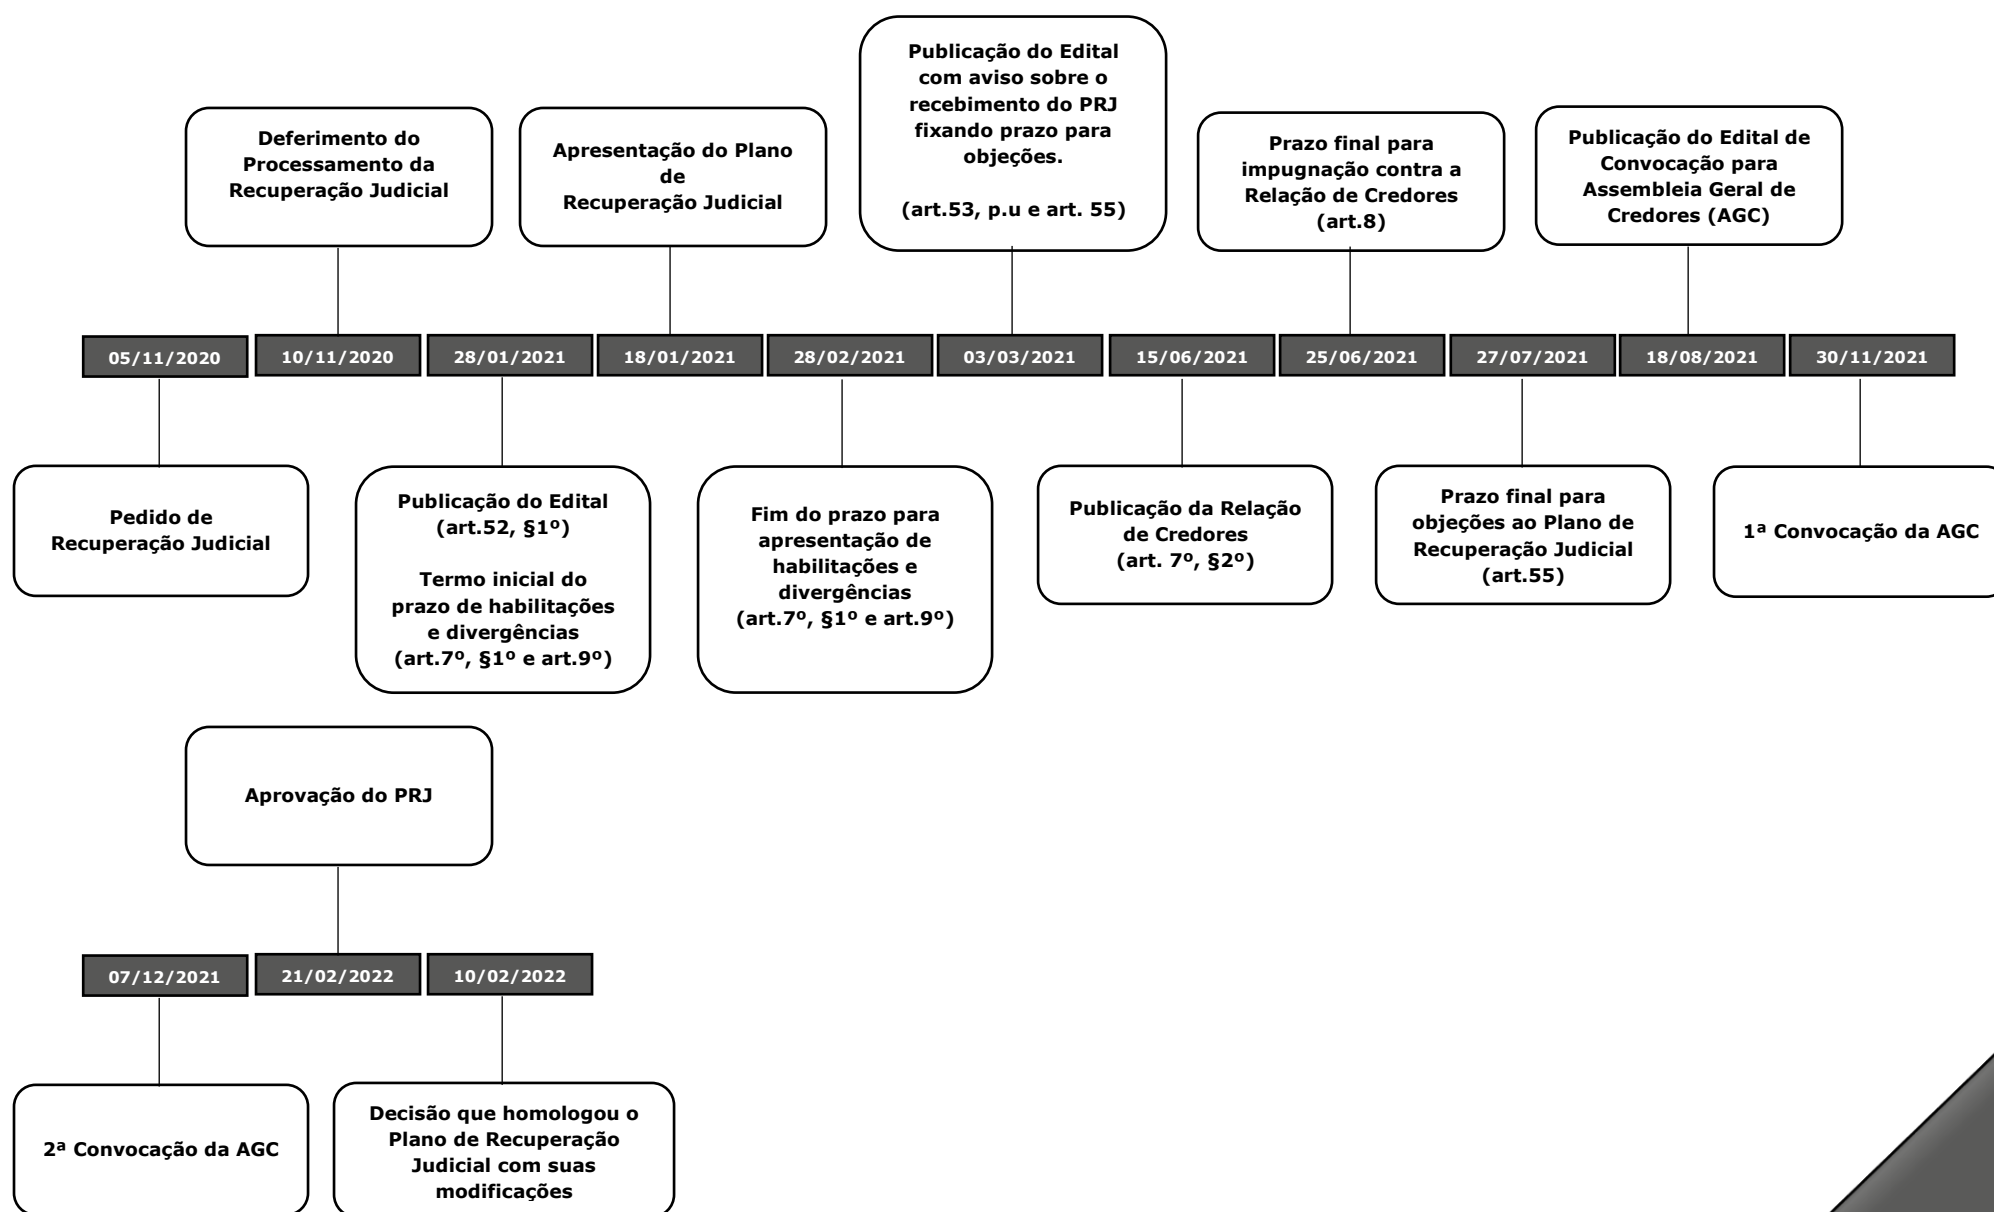 Publicação do Edital
com aviso sobre o
recebimento do PRJ
fixando prazo para
objeções.
(art.53, p.u e art. 55)
Deferimento do
Processamento da
Recuperação Judicial
Apresentação do Plano
de
Recuperação Judicial
Prazo final para
impugnação contra a
Relação de Credores
(art.8)
Publicação do Edital de
Convocação para
Assembleia Geral de
Credores (AGC)
05/11/2020
10/11/2020
28/01/2021
18/01/2021
28/02/2021
03/03/2021
15/06/2021
25/06/2021
27/07/2021
18/08/2021
30/11/2021
Pedido de
Recuperação Judicial
Publicação do Edital
(art.52, §1º)
Termo inicial do
prazo de habilitações
e divergências
(art.7º, §1º e art.9º)
Fim do prazo para
apresentação de
habilitações e
divergências
(art.7º, §1º e art.9º)
Publicação da Relação
de Credores
(art. 7º, §2º)
Prazo final para
objeções ao Plano de
Recuperação Judicial
(art.55)
1ª Convocação da AGC
Aprovação do PRJ
07/12/2021
21/02/2022
10/02/2022
2ª Convocação da AGC
Decisão que homologou o
Plano de Recuperação
Judicial com suas
modificações